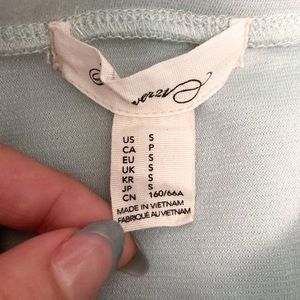 US S
CA P
EU S
UK S
KR S
JP S
CN 160/66A
MADE IN VIETNAM
FABRIQUÉ AU VIETNAM